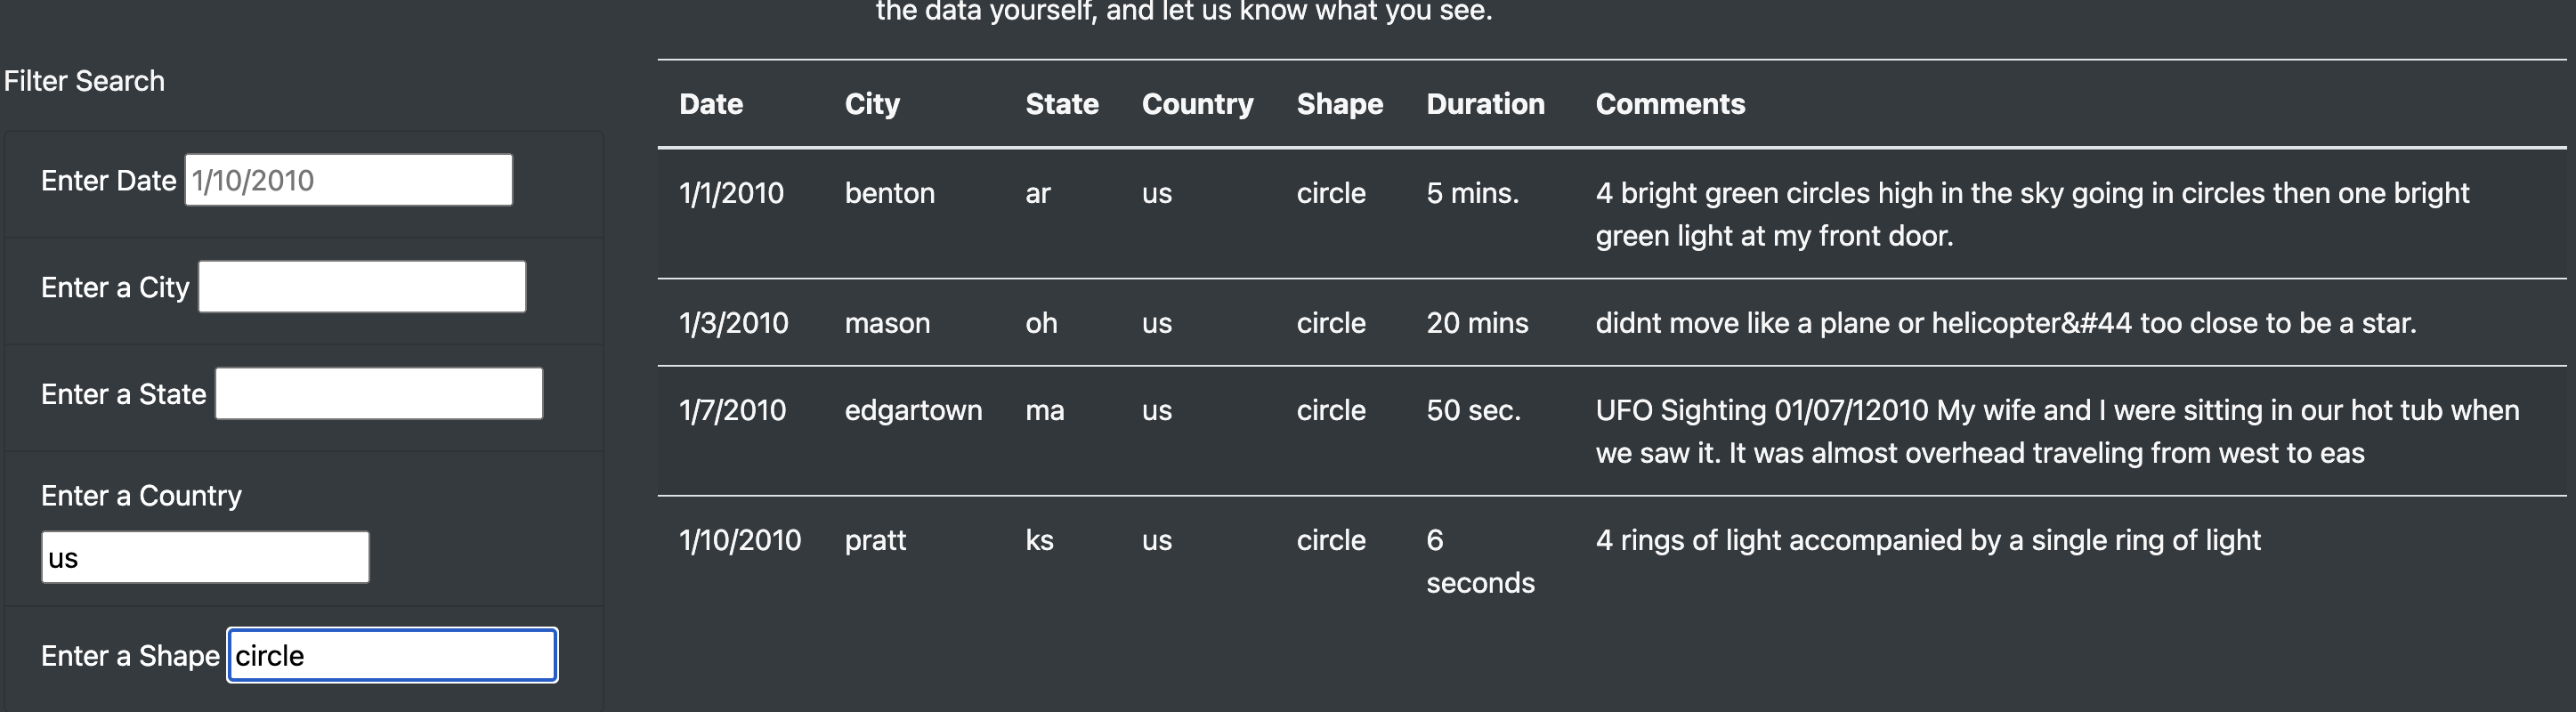 the data yourself, and let us know what you see.
Filter Search
Enter Date 1/10/2010
Enter a City
Enter a State
Enter a Country
us
Enter a Shape circle
Date City State Country Shape Duration Comments
1/1/2010 benton ar us circle 5 mins. 4 bright green circles high in the sky going in circles then one bright
green light at my front door.
1/3/2010 mason oh us circle 20 mins didnt move like a plane or helicopter&#44 too close to be a star.
1/7/2010 edgartown ma us circle 50 sec. UFO Sighting 01/07/12010 My wife and I were sitting in our hot tub when
we saw it. It was almost overhead traveling from west to eas
1/10/2010 pratt ks us circle 6 4 rings of light accompanied by a single ring of light
seconds